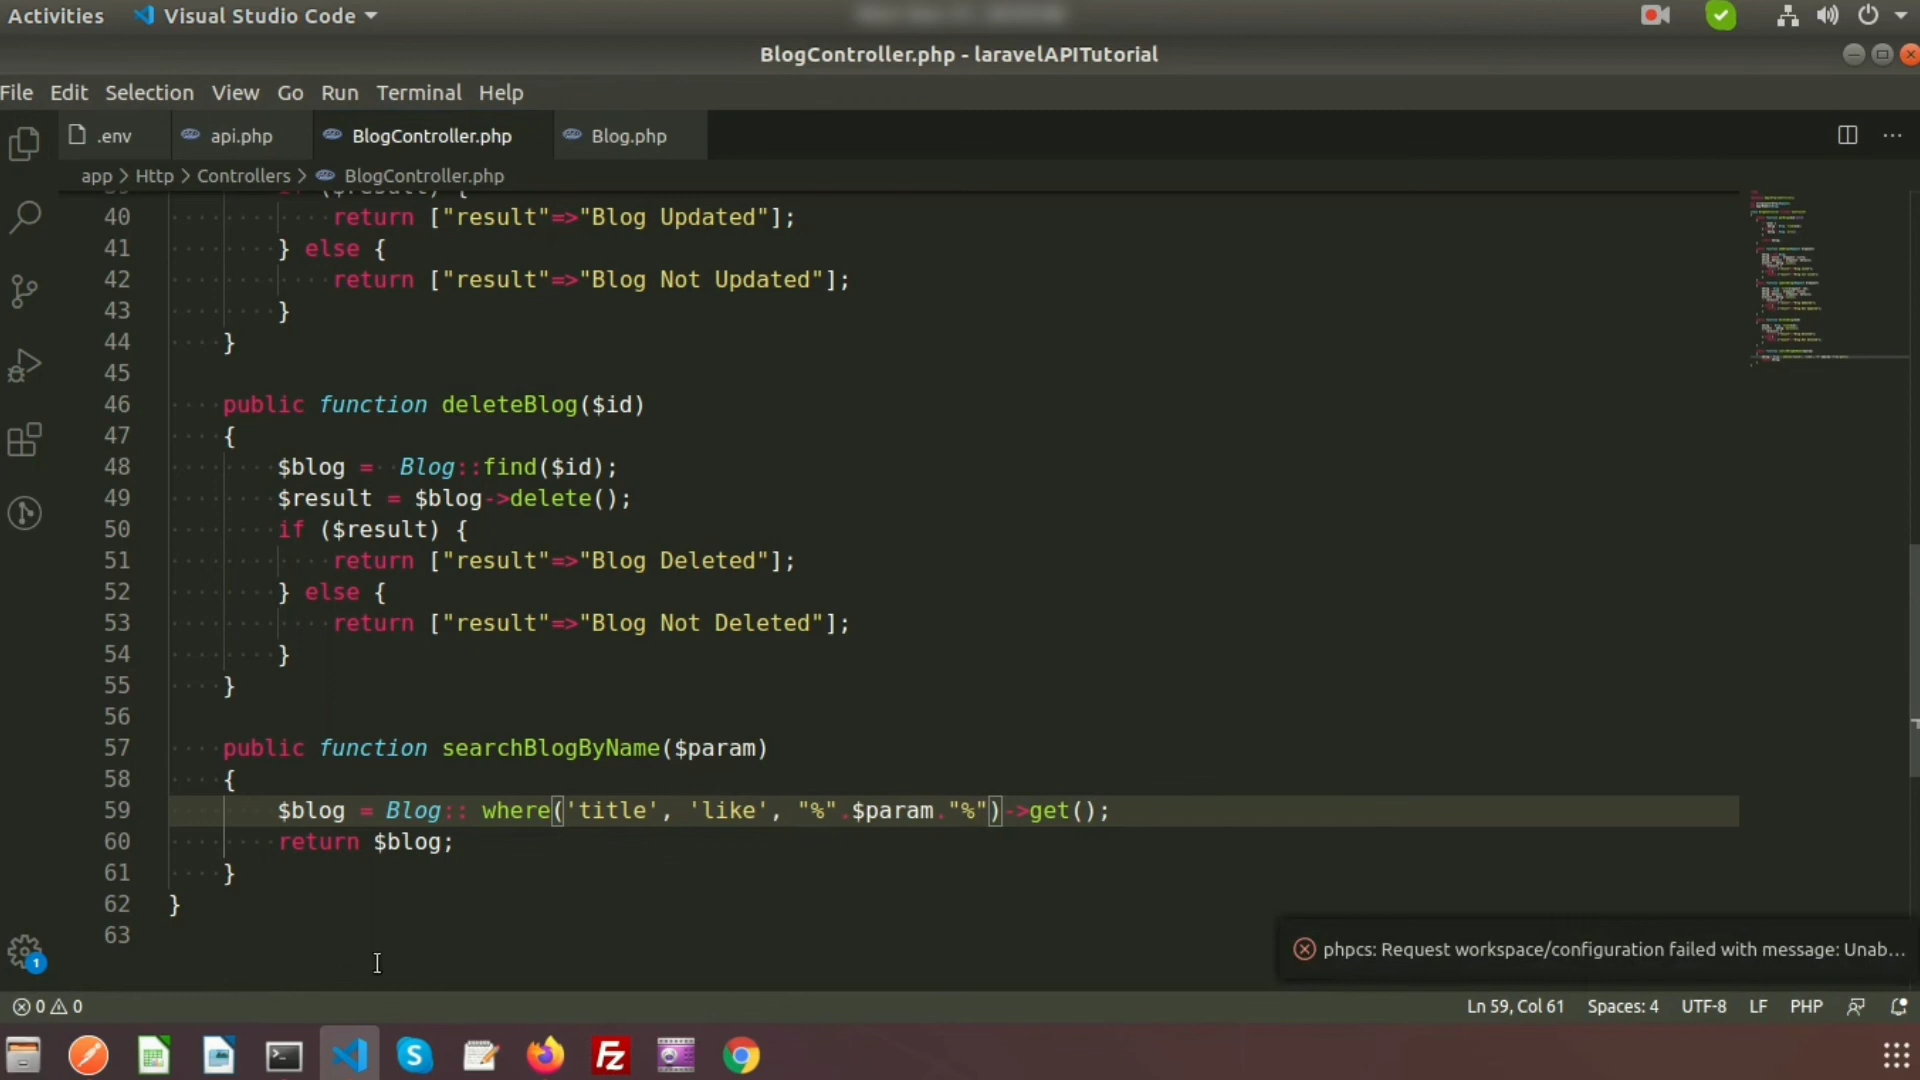 Activities Visual Studio Code
BlogController.php - laravelAPITutorial
File Edit Selection View Go Run Terminal Help
.env api.php BlogController.php Blog.php
app > Http > Controllers > BlogController.php
40 return ["result"=>"Blog Updated"];
41 } else {
42 return ["result"=>"Blog Not Updated"];
43 }
44 }
45
46 public function deleteBlog($id)
47 {
48 $blog = Blog::find($id);
49 $result = $blog->delete();
50 if ($result) {
51 return ["result"=>"Blog Deleted"];
52 } else {
53 return ["result"=>"Blog Not Deleted"];
54 }
55 }
56
57 public function searchBlogByName($param)
58 {
59 $blog = Blog:: where('title', 'like', "%".$param."%")->get();
60 return $blog;
61 }
62 }
63
phpcs: Request workspace/configuration failed with message: Unab...
1
0 0 Ln 59, Col 61 Spaces: 4 UTF-8 LF PHP